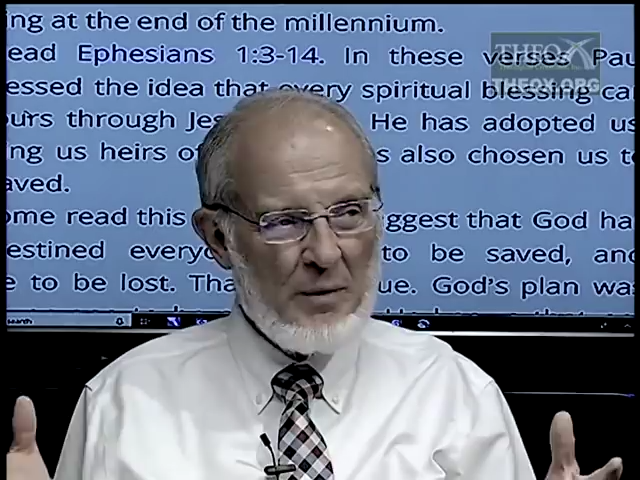 ing at the end of the millennium.
ead Ephesians 1:3-14. In these verses Pau
essed the idea that every spiritual blessing ca
ours through Jes He has adopted us
ing us heirs of s also chosen us to
aved.
ome read this ggest that God ha
estined everyo to be saved, and
e to be lost. Tha ue. God's plan was
search
THEOX
THEOX.ORG